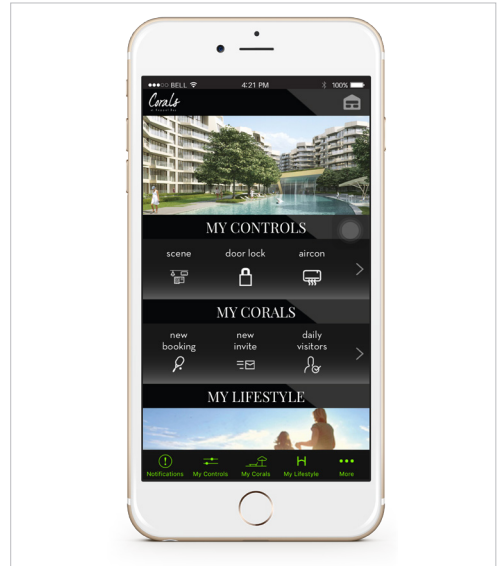 BELL 4:21 PM 100%
Corals
MY CONTROLS
scene door lock aircon
MY CORALS
new new daily
booking invite visitors
MY LIFESTYLE
Notifications My Controls My Corals My Lifestyle More